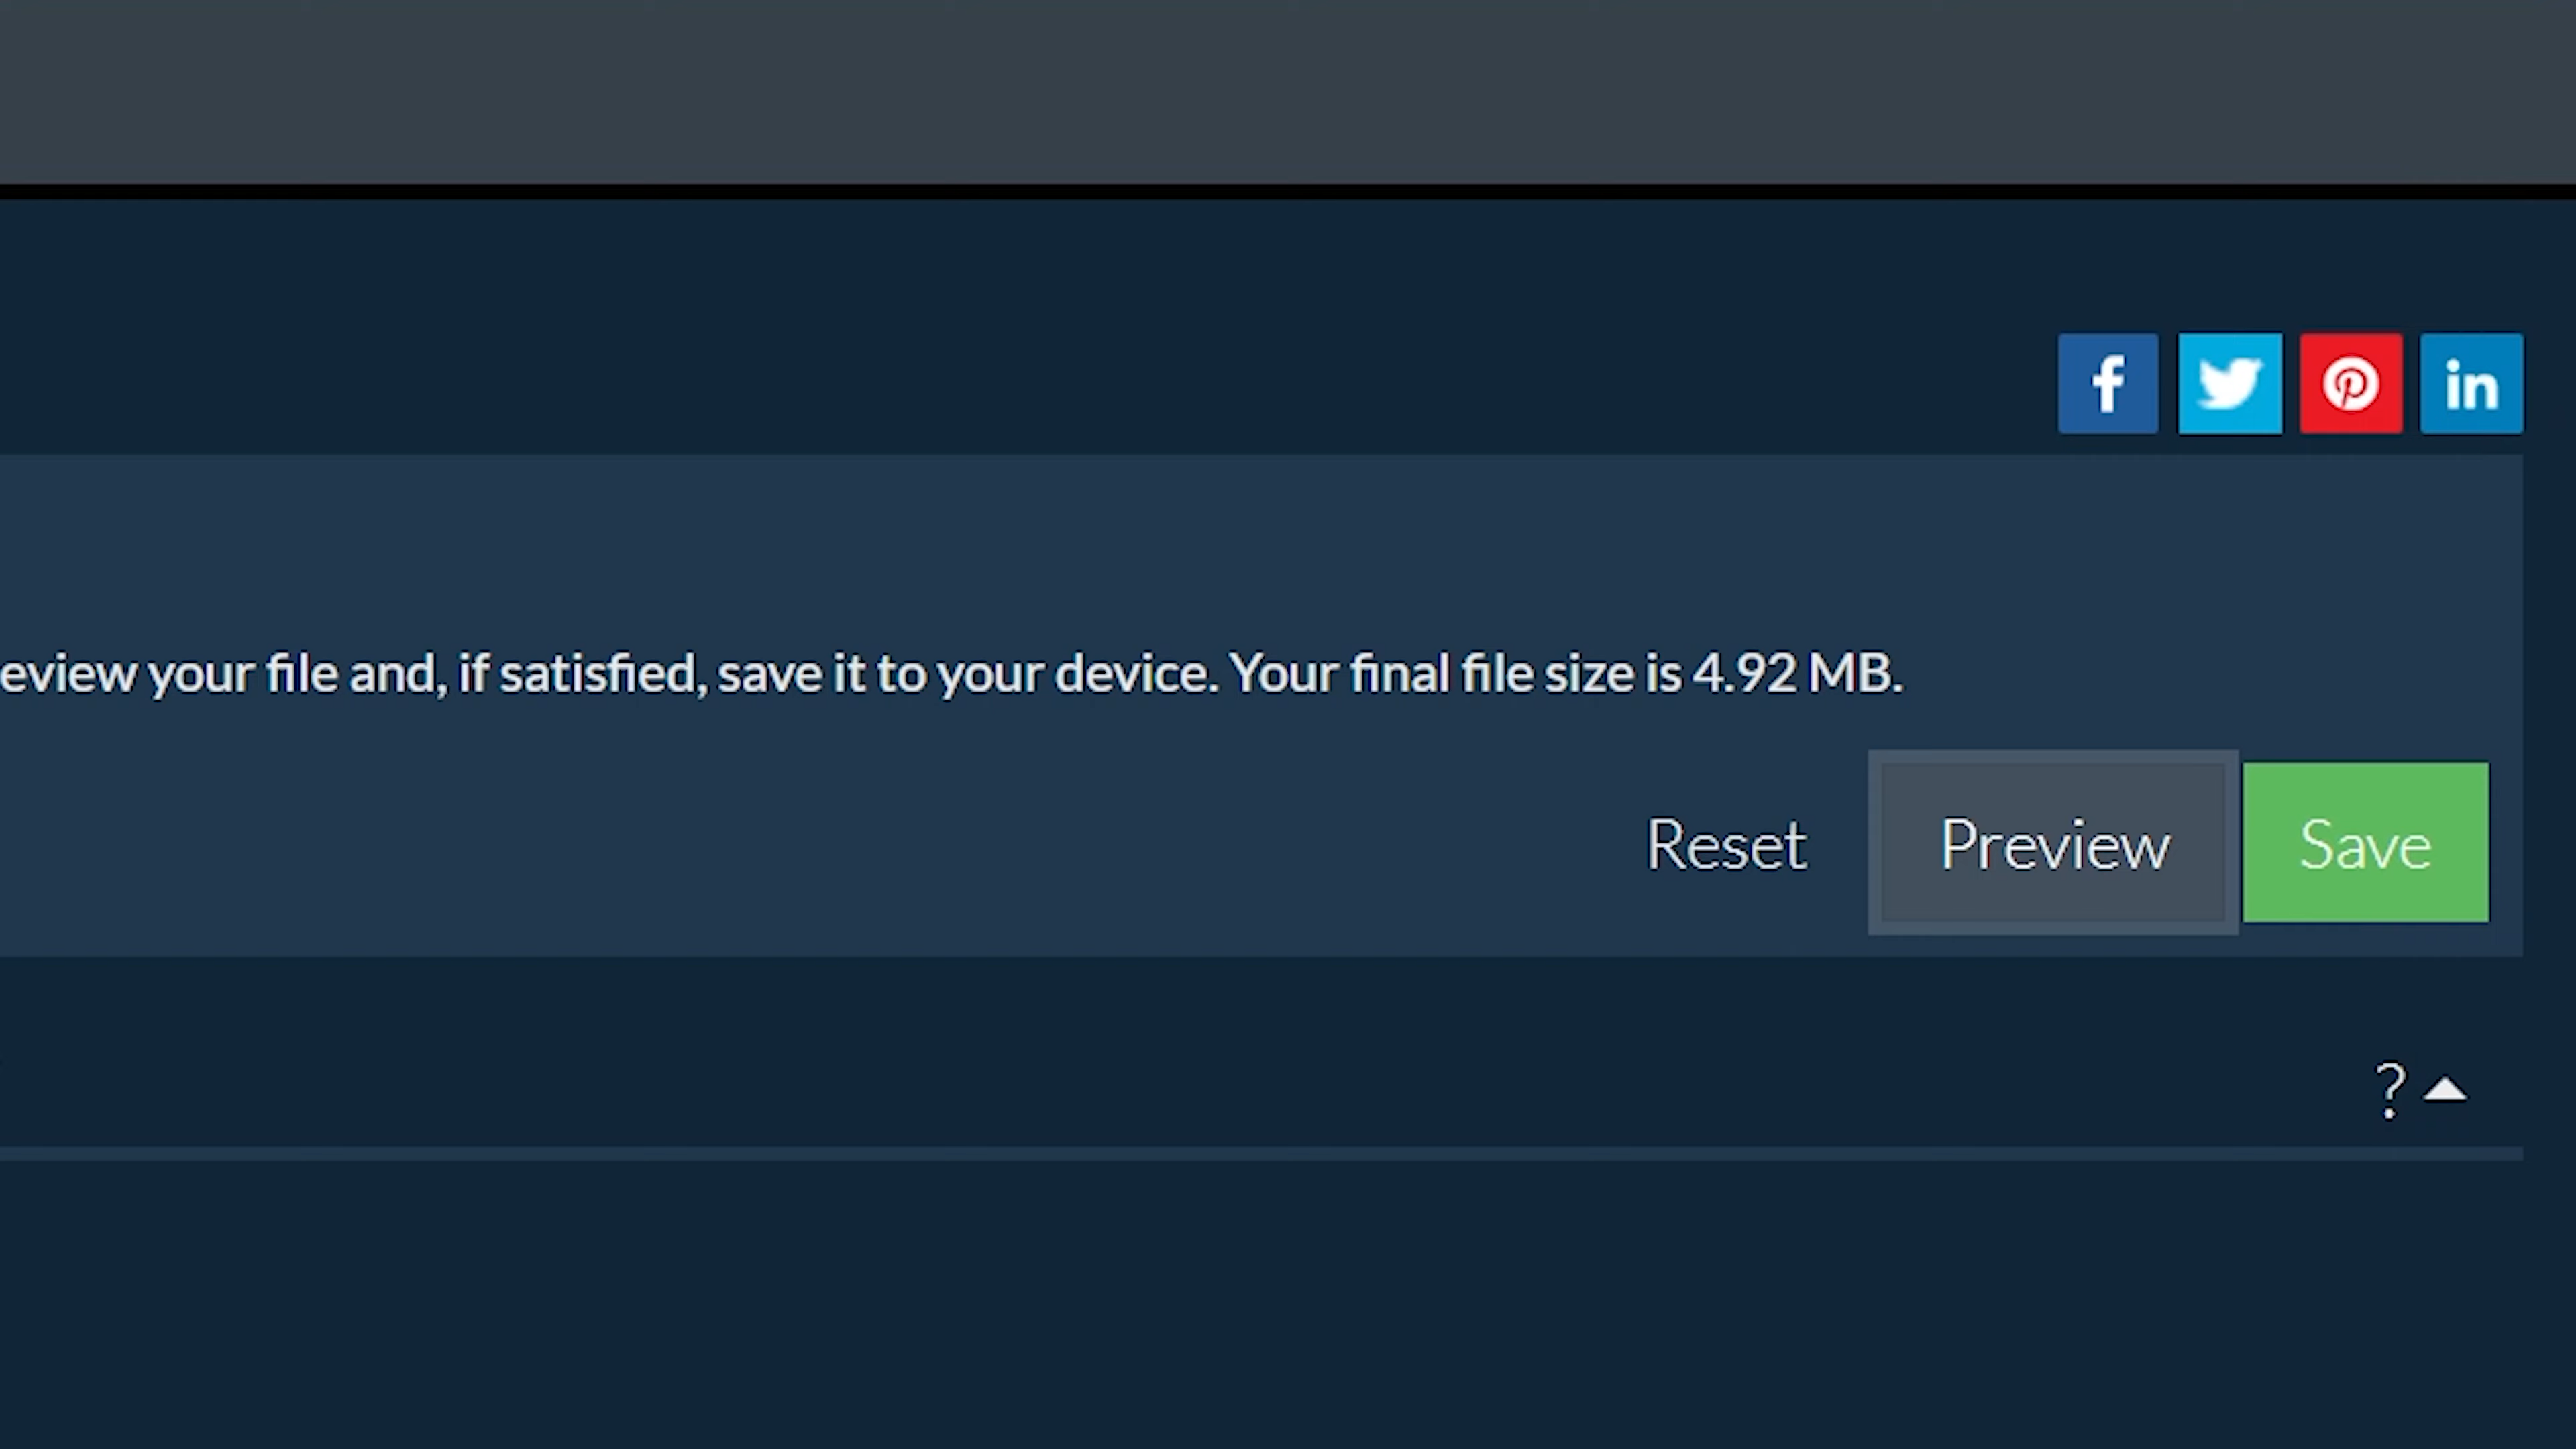 eview your file and, if satisfied, save it to your device. Your final file size is 4.92 MB.
Reset Preview Save
?